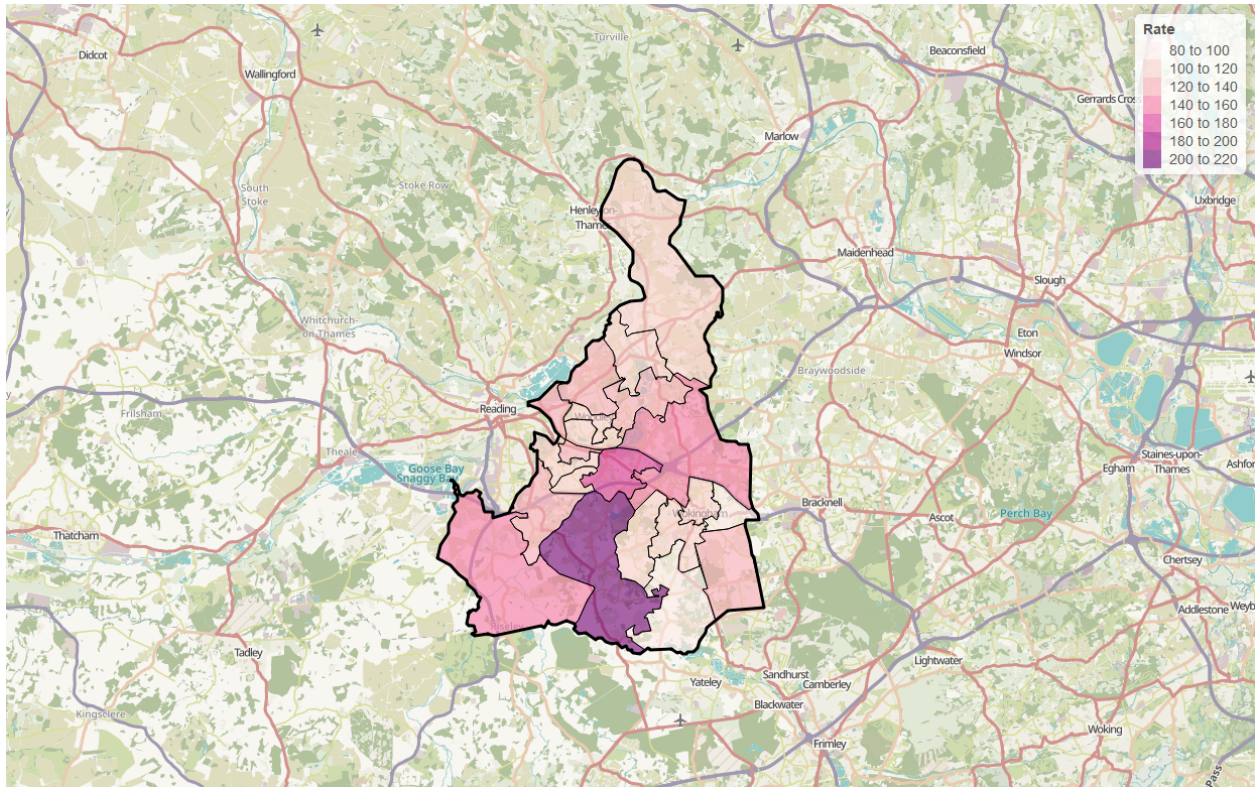 Rate
80 to 100
100 to 120
120 to 140
140 to 160
160 to 180
180 to 200
200 to 220
Didcot
Wallingford
Turville
Beaconsfield
Gerrards Cross
Marlow
South
Stoke
Stoke Row
Henley-on-
Thames
Uxbridge
Maidenhead
Slough
Whitchurch-
on-Thames
Eton
Windsor
Braywoodside
Frilsham
Reading
Theale
Goose Bay
Snaggy Bay
Egham
Staines-upon-
Thames
Ashford
Wokingham
Bracknell
Ascot
Perch Bay
Thatcham
Chertsey
Addlestone
Riseley
Tadley
Sandhurst
Camberley
Lightwater
Yateley
Blackwater
Kingsclere
Frimley
Woking
Pass